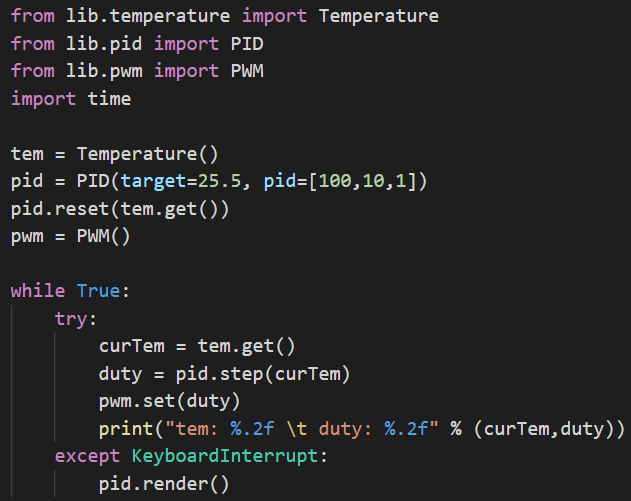 from lib.temperature import Temperature
from lib.pid import PID
from lib.pwm import PWM
import time

tem = Temperature()
pid = PID(target=25.5, pid=[100,10,1])
pid.reset(tem.get())
pwm = PWM()

while True:
    try:
        curTem = tem.get()
        duty = pid.step(curTem)
        pwm.set(duty)
        print("tem: %.2f \t duty: %.2f" % (curTem,duty))
    except KeyboardInterrupt:
        pid.render()